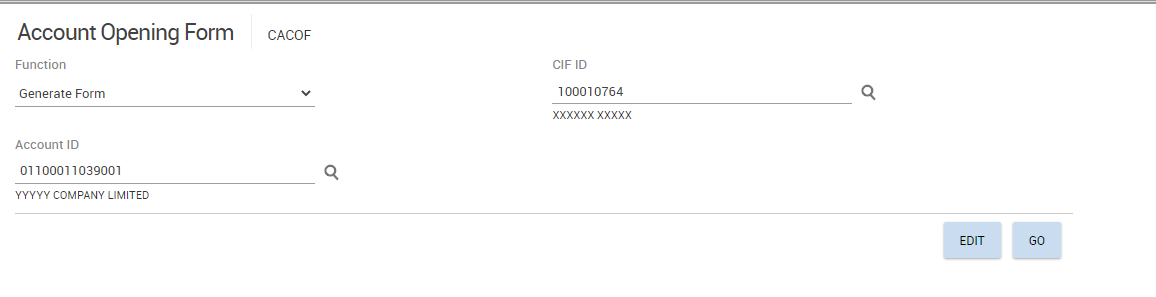 Account Opening Form
CACOF
Function
CIF ID
Generate Form
100010764
XXXXXX XXXXX
Account ID
01100011039001
YYYYY COMPANY LIMITED
EDIT
GO